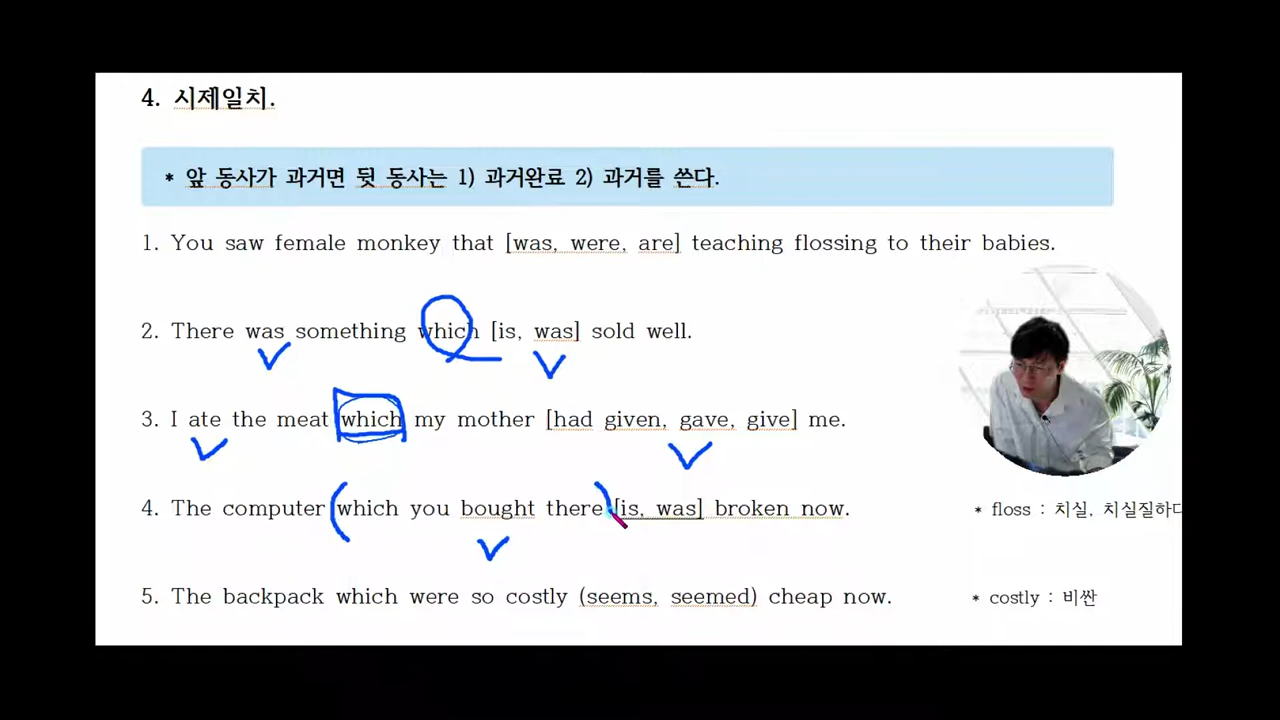 4. 시제일치.
* 앞 동사가 과거면 뒷 동사는 1) 과거완료 2) 과거를 쓴다.
1. You saw female monkey that [was, were, are] teaching flossing to their babies.
2. There was something which [is, was] sold well.
3. I ate the meat which my mother [had given, gave, give] me.
4. The computer which you bought there [is, was] broken now.
* floss : 치실, 치실질하다
5. The backpack which were so costly (seems, seemed) cheap now.
* costly : 비싼